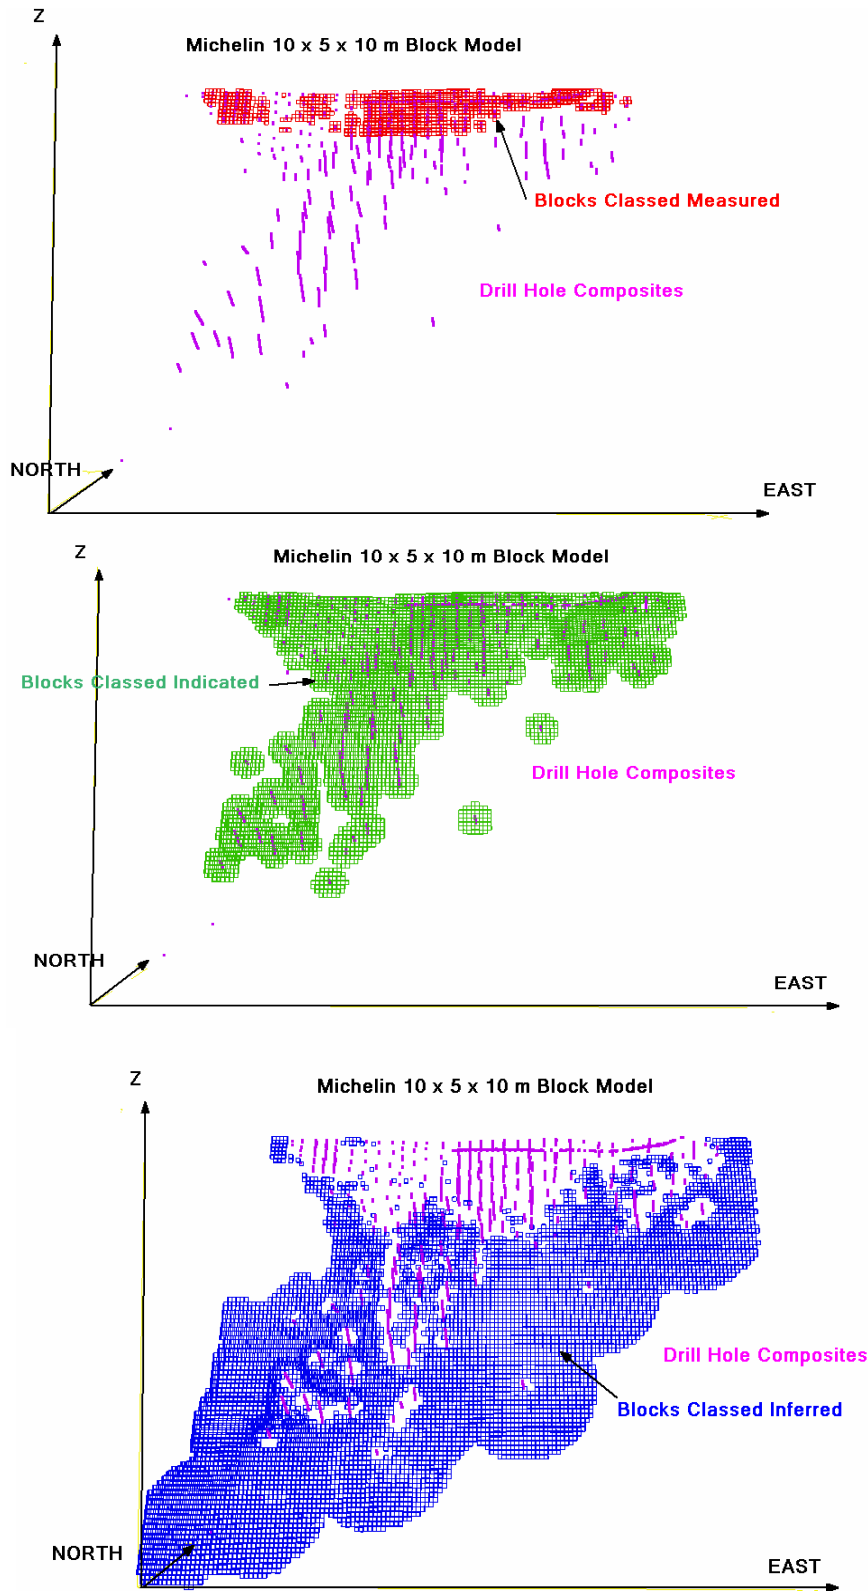 Z
Michelin 10 x 5 x 10 m Block Model
Blocks Classed Measured
Drill Hole Composites
NORTH
EAST
Z
Michelin 10 x 5 x 10 m Block Model
Blocks Classed Indicated
Drill Hole Composites
NORTH
EAST
Z
Michelin 10 x 5 x 10 m Block Model
Drill Hole Composites
Blocks Classed Inferred
NORTH
EAST